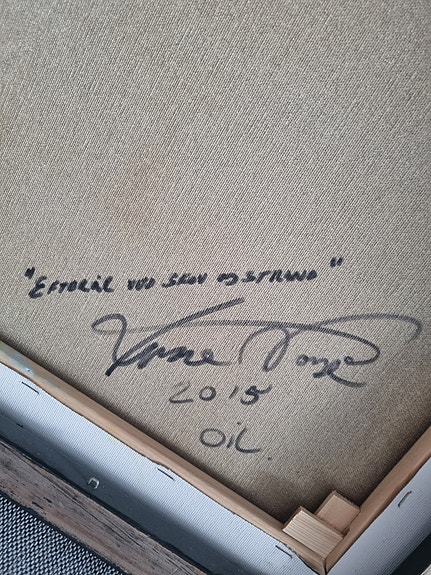 "EFTERÅR VED SKOV OG STRAND"
2015
OIL.